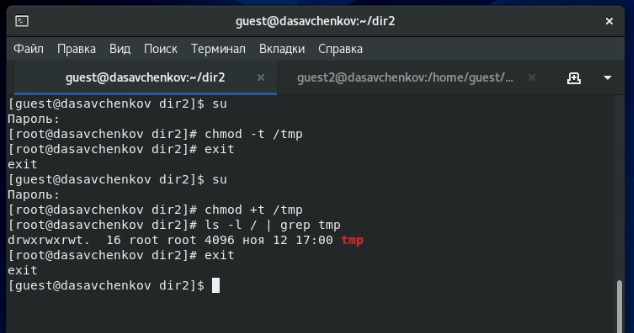 guest@dasavchenkov:~/dir2
Файл Правка Вид Поиск Терминал Вкладки Справка
guest@dasavchenkov:~/dir2 guest2@dasavchenkov:/home/guest/...
[guest@dasavchenkov dir2]$ su
Пароль:
[root@dasavchenkov dir2]# chmod -t /tmp
[root@dasavchenkov dir2]# exit
exit
[guest@dasavchenkov dir2]$ su
Пароль:
[root@dasavchenkov dir2]# chmod +t /tmp
[root@dasavchenkov dir2]# ls -l / | grep tmp
drwxrwxrwt.  16 root root 4096 ноя 12 17:00 tmp
[root@dasavchenkov dir2]# exit
exit
[guest@dasavchenkov dir2]$